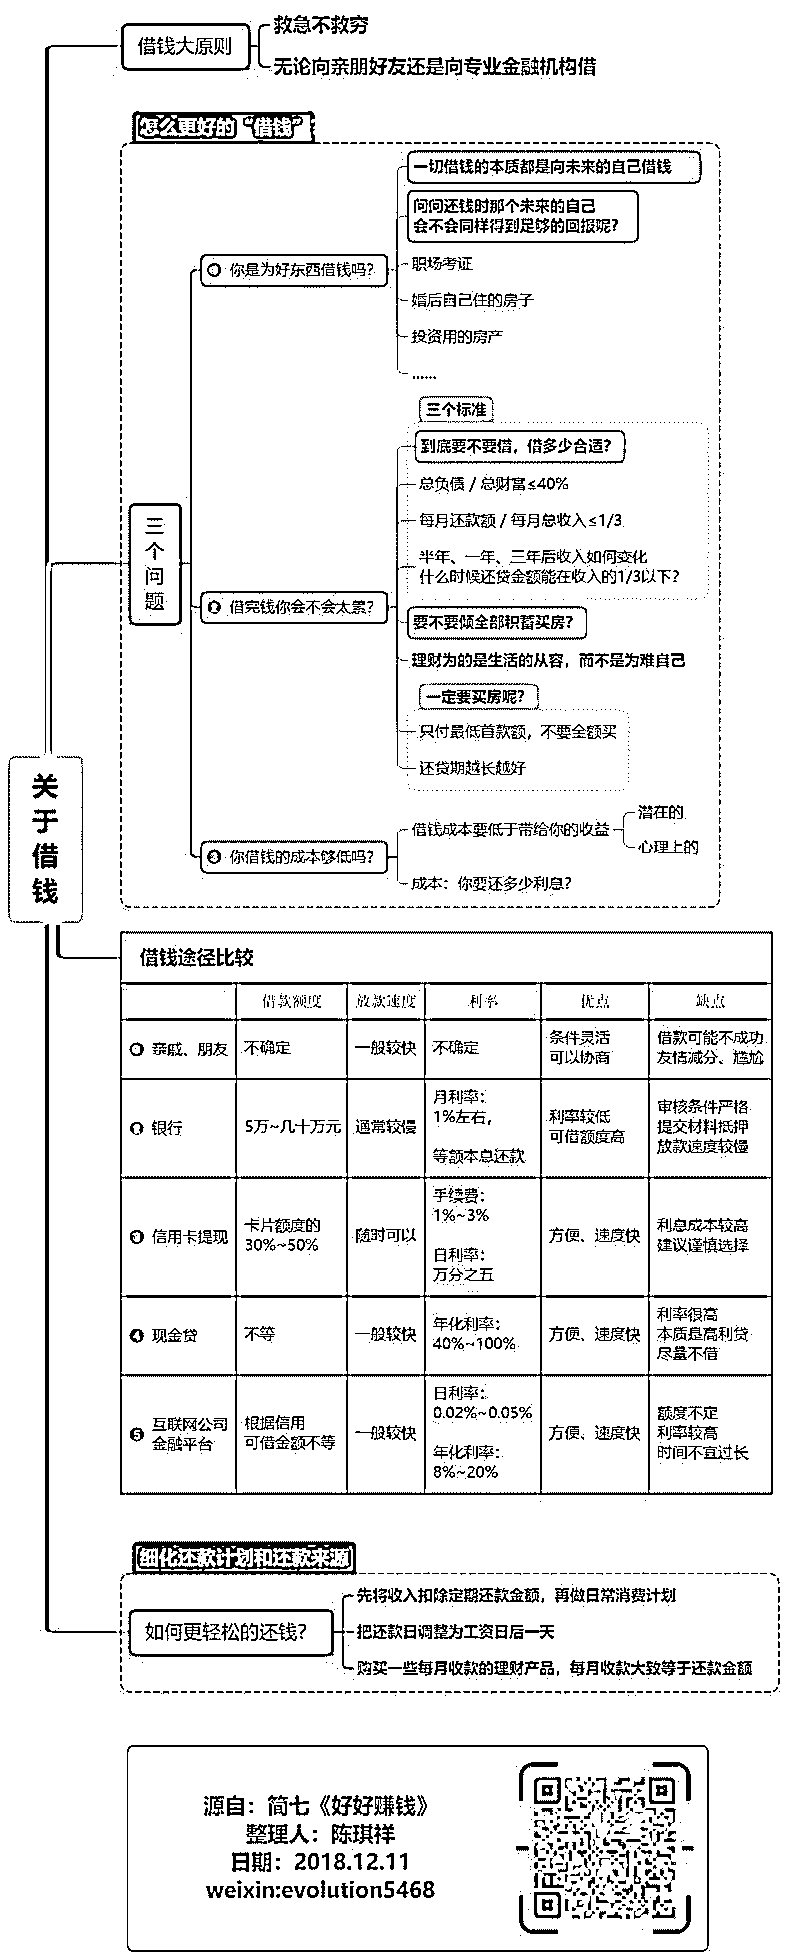 关于借钱
借钱大原则
救急不救穷
无论向亲朋好友还是向专业金融机构借
怎么更好的“借钱”
三个问题
❶ 你是为好东西借钱吗？
一切借钱的本质都是向未来的自己借钱
问问还钱时那个未来的自己
会不会同样得到足够的回报呢？
职场考证
婚后自己住的房子
投资用的房产
……
❷ 借完钱你会不会太累？
三个标准
到底要不要借，借多少合适？
总负债 / 总财富≤40%
每月还款额 / 每月总收入≤1/3
半年、一年、三年后收入如何变化
什么时候还贷金额能在收入的1/3以下？
要不要倾全部积蓄买房？
理财为的是生活的从容，而不是为难自己
一定要买房呢？
只付最低首款额，不要全额买
还贷期越长越好
❸ 你借钱的成本够低吗？
借钱成本要低于带给你的收益
潜在的
心理上的
成本：你要还多少利息？
借钱途径比较
借款额度 放款速度 利率 优点 缺点
❶ 亲戚、朋友 不确定 一般较快 不确定 条件灵活
可以协商 借款可能不成功
友情减分、尴尬
❷ 银行 5万~几十万元 通常较慢 月利率：
1%左右，
等额本息还款 利率较低
可借额度高 审核条件严格
提交材料抵押
放款速度较慢
❸ 信用卡提现 卡片额度的
30%~50% 随时可以 手续费：
1%~3%
日利率：
万分之五 方便、速度快 利息成本较高
建议谨慎选择
❹ 现金贷 不等 一般较快 年化利率：
40%~100% 方便、速度快 利率很高
本质是高利贷
尽量不借
❺ 互联网公司
金融平台 根据信用
可借金额不等 一般较快 日利率：
0.02%~0.05%
年化利率：
8%~20% 方便、速度快 额度不定
利率较高
时间不宜过长
细化还款计划和还款来源
如何更轻松的还钱？
先将收入扣除定期还款金额，再做日常消费计划
把还款日调整为工资日后一天
购买一些每月收款的理财产品，每月收款大致等于还款金额
源自：简七《好好赚钱》
整理人：陈琪祥
日期：2018.12.11
weixin:evolution5468